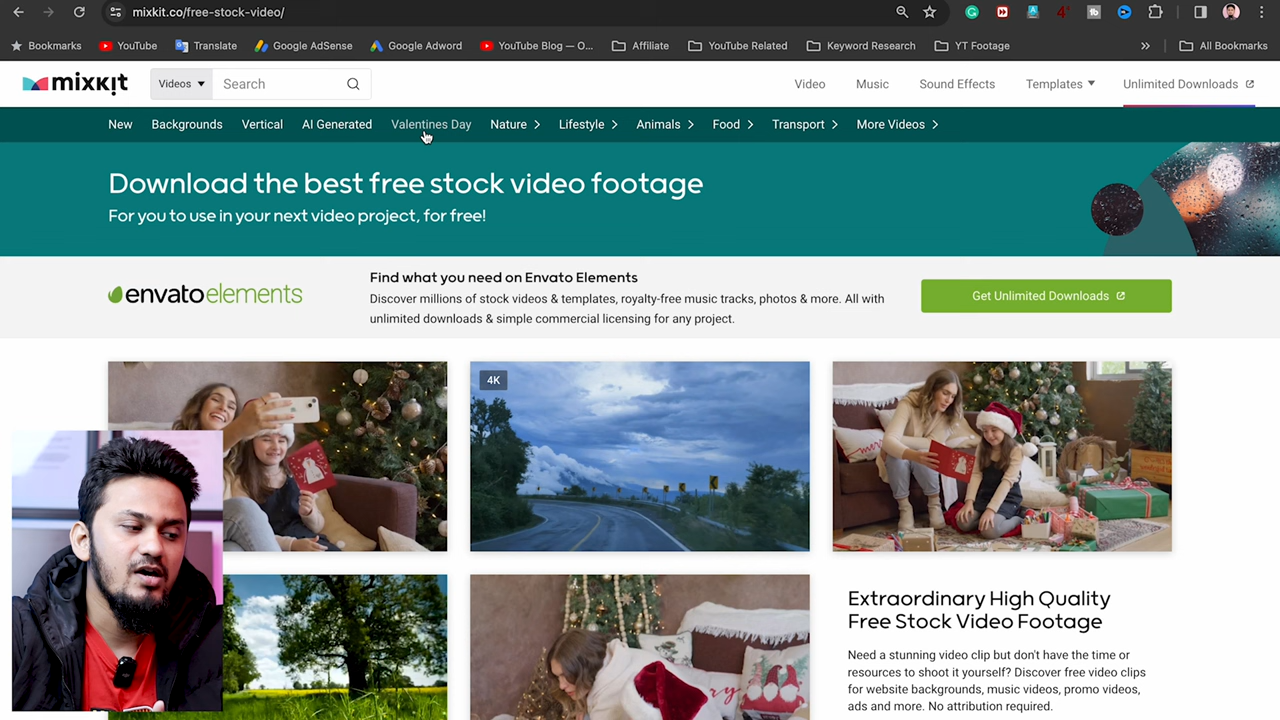 mixkit.co/free-stock-video/
Bookmarks YouTube Translate Google AdSense Google Adword YouTube Blog — O... Affiliate YouTube Related Keyword Research YT Footage » All Bookmarks
mixkit Videos Search Video Music Sound Effects Templates Unlimited Downloads
New Backgrounds Vertical AI Generated Valentines Day Nature Lifestyle Animals Food Transport More Videos
Download the best free stock video footage
For you to use in your next video project, for free!
envato elements
Find what you need on Envato Elements
Discover millions of stock videos & templates, royalty-free music tracks, photos & more. All with
unlimited downloads & simple commercial licensing for any project.
Get Unlimited Downloads
4K
Extraordinary High Quality
Free Stock Video Footage
Need a stunning video clip but don't have the time or
resources to shoot it yourself? Discover free video clips
for website backgrounds, music videos, promo videos,
ads and more. No attribution required.